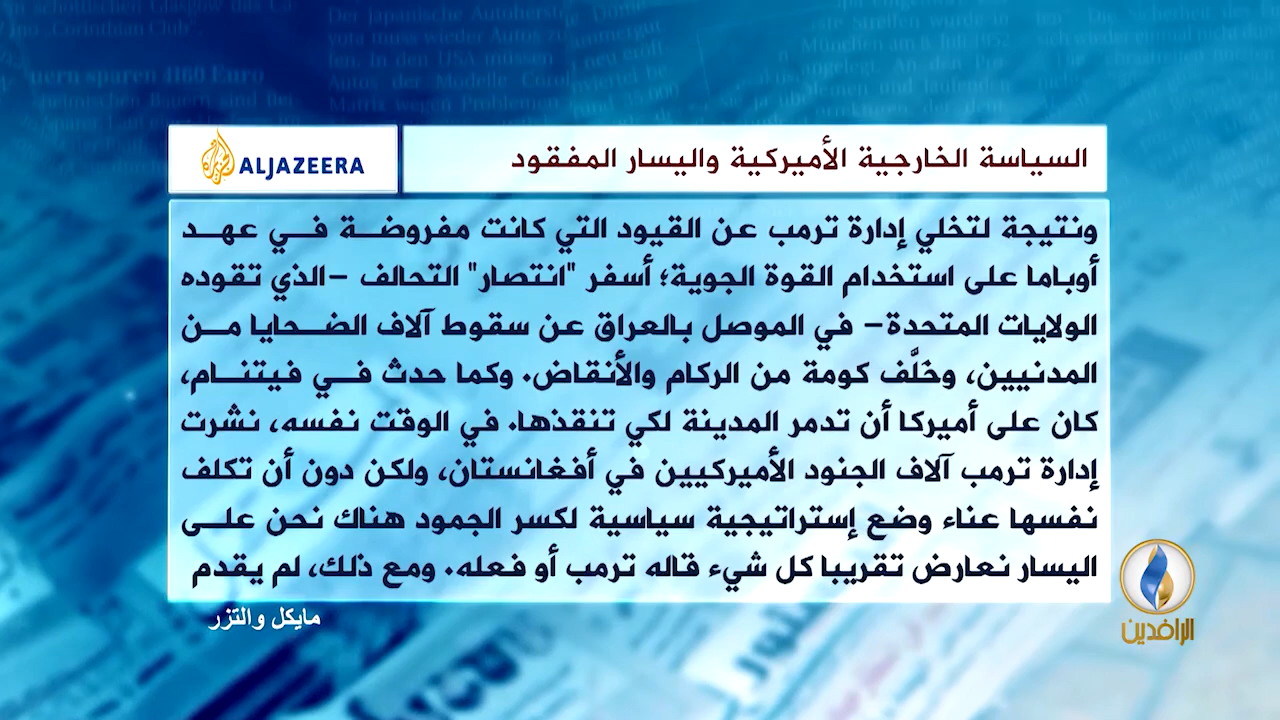 السياسة الخارجية الأميركية واليسار المفقود
ALJAZEERA
ونتيجة لتخلي إدارة ترمب عن القيود التي كانت مفروضة في عهد
أوباما على استخدام القوة الجوية؛ أسفر "انتصار" التحالف –الذي تقوده
الولايات المتحدة– في الموصل بالعراق عن سقوط آلاف الضحايا من
المدنيين، وخلَّف كومة من الركام والأنقاض. وكما حدث في فيتنام،
كان على أميركا أن تدمر المدينة لكي تنقذها. في الوقت نفسه، نشرت
إدارة ترمب آلاف الجنود الأميركيين في أفغانستان، ولكن دون أن تكلف
نفسها عناء وضع إستراتيجية سياسية لكسر الجمود هناك نحن على
اليسار نعارض تقريبا كل شيء قاله ترمب أو فعله. ومع ذلك، لم يقدم
مايكل والتزر
الرافدين